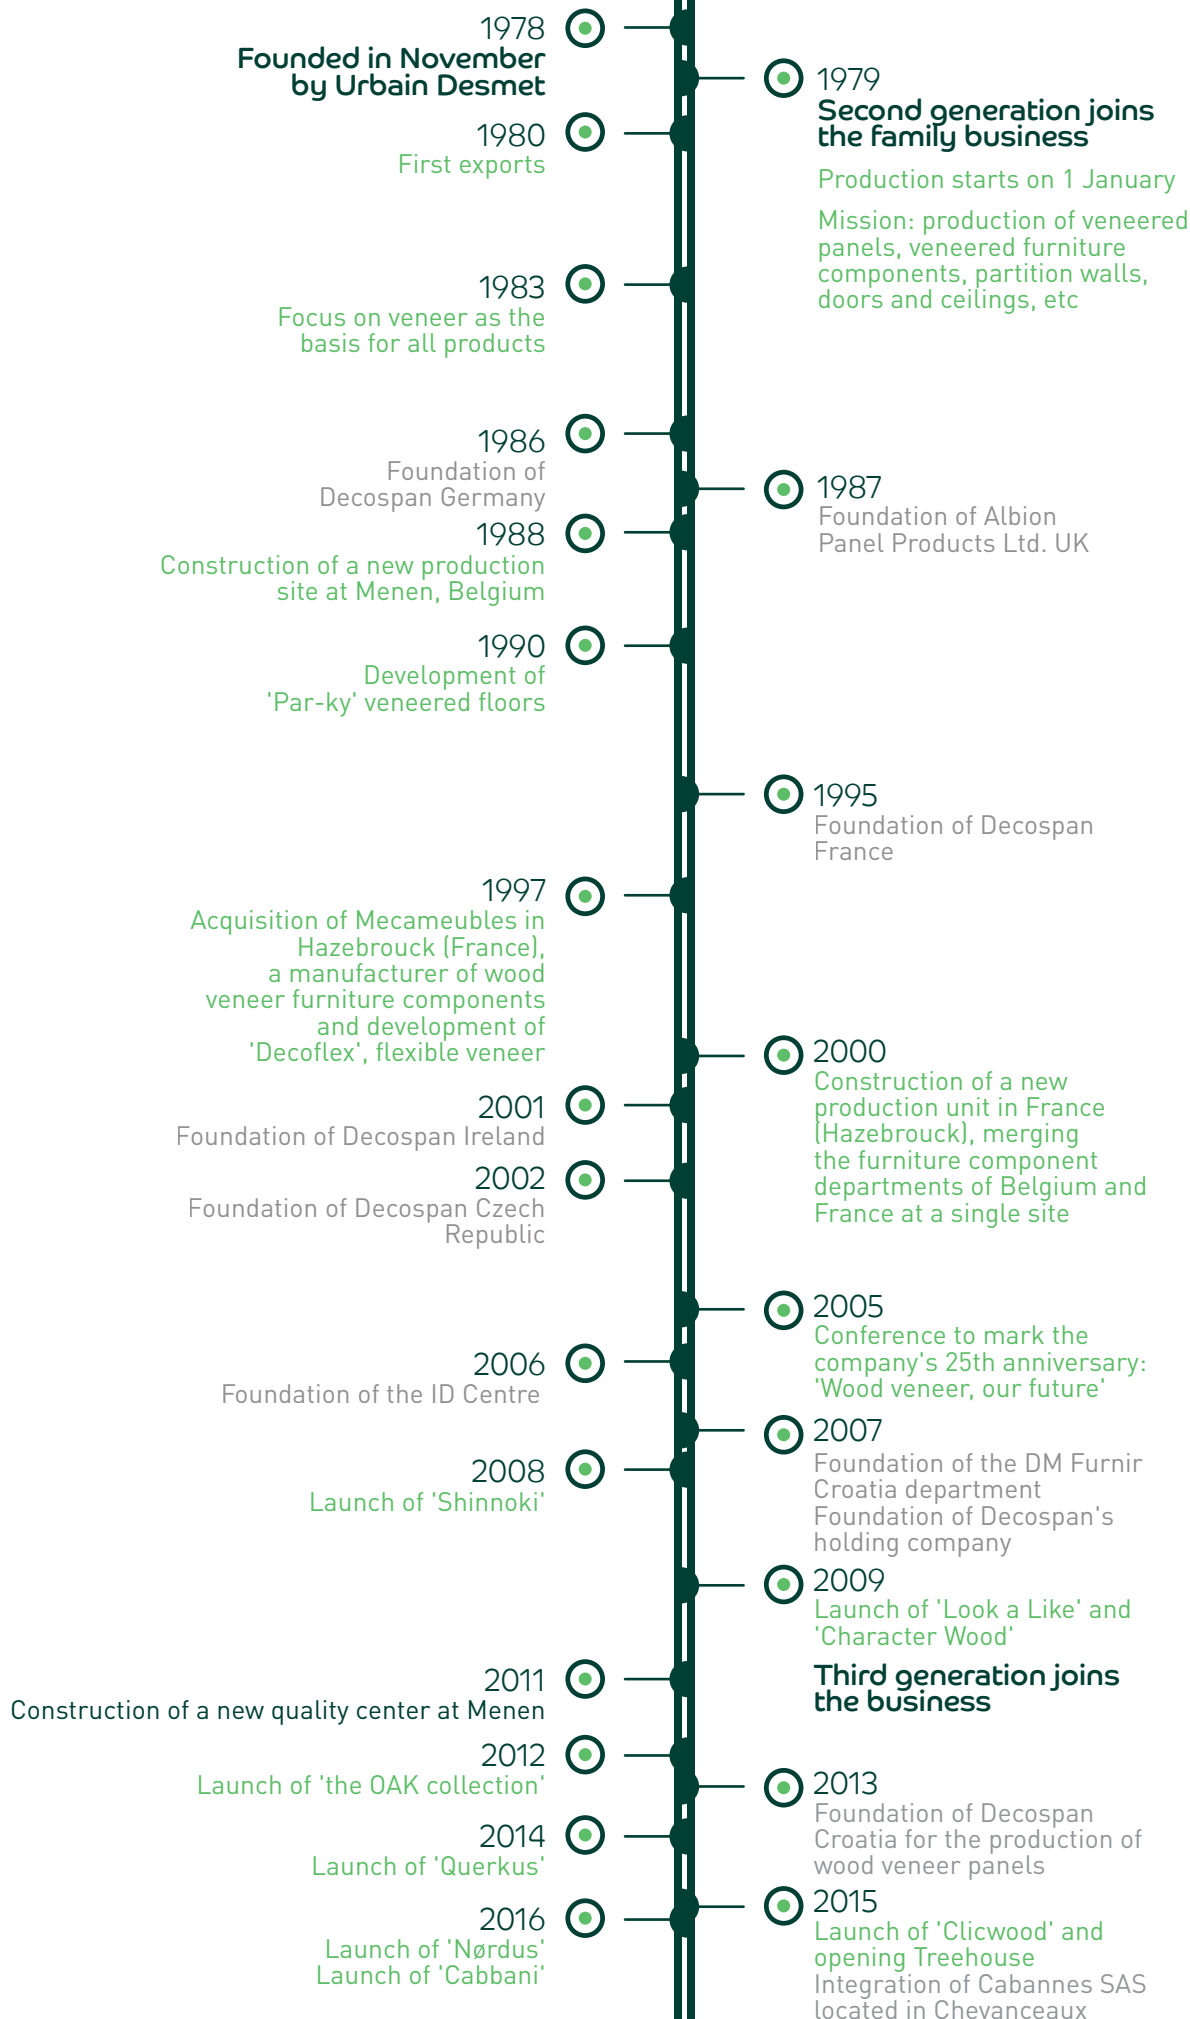 1978
Founded in November
by Urbain Desmet
1979
Second generation joins
the family business
Production starts on 1 January
Mission: production of veneered
panels, veneered furniture
components, partition walls,
doors and ceilings, etc
1980
First exports
1983
Focus on veneer as the
basis for all products
1986
Foundation of
Decospan Germany
1987
Foundation of Albion
Panel Products Ltd. UK
1988
Construction of a new production
site at Menen, Belgium
1990
Development of
'Par-ky' veneered floors
1995
Foundation of Decospan
France
1997
Acquisition of Mecameubles in
Hazebrouck (France),
a manufacturer of wood
veneer furniture components
and development of
'Decoflex', flexible veneer
2000
Construction of a new
production unit in France
(Hazebrouck), merging
the furniture component
departments of Belgium and
France at a single site
2001
Foundation of Decospan Ireland
2002
Foundation of Decospan Czech
Republic
2005
Conference to mark the
company's 25th anniversary:
'Wood veneer, our future'
2006
Foundation of the ID Centre
2007
Foundation of the DM Furnir
Croatia department
Foundation of Decospan's
holding company
2008
Launch of 'Shinnoki'
2009
Launch of 'Look a Like' and
'Character Wood'
Third generation joins
the business
2011
Construction of a new quality center at Menen
2012
Launch of 'the OAK collection'
2013
Foundation of Decospan
Croatia for the production of
wood veneer panels
2014
Launch of 'Querkus'
2015
Launch of 'Clicwood' and
opening Treehouse
Integration of Cabannes SAS
located in Chevanceaux
2016
Launch of 'Nørdus'
Launch of 'Cabbani'